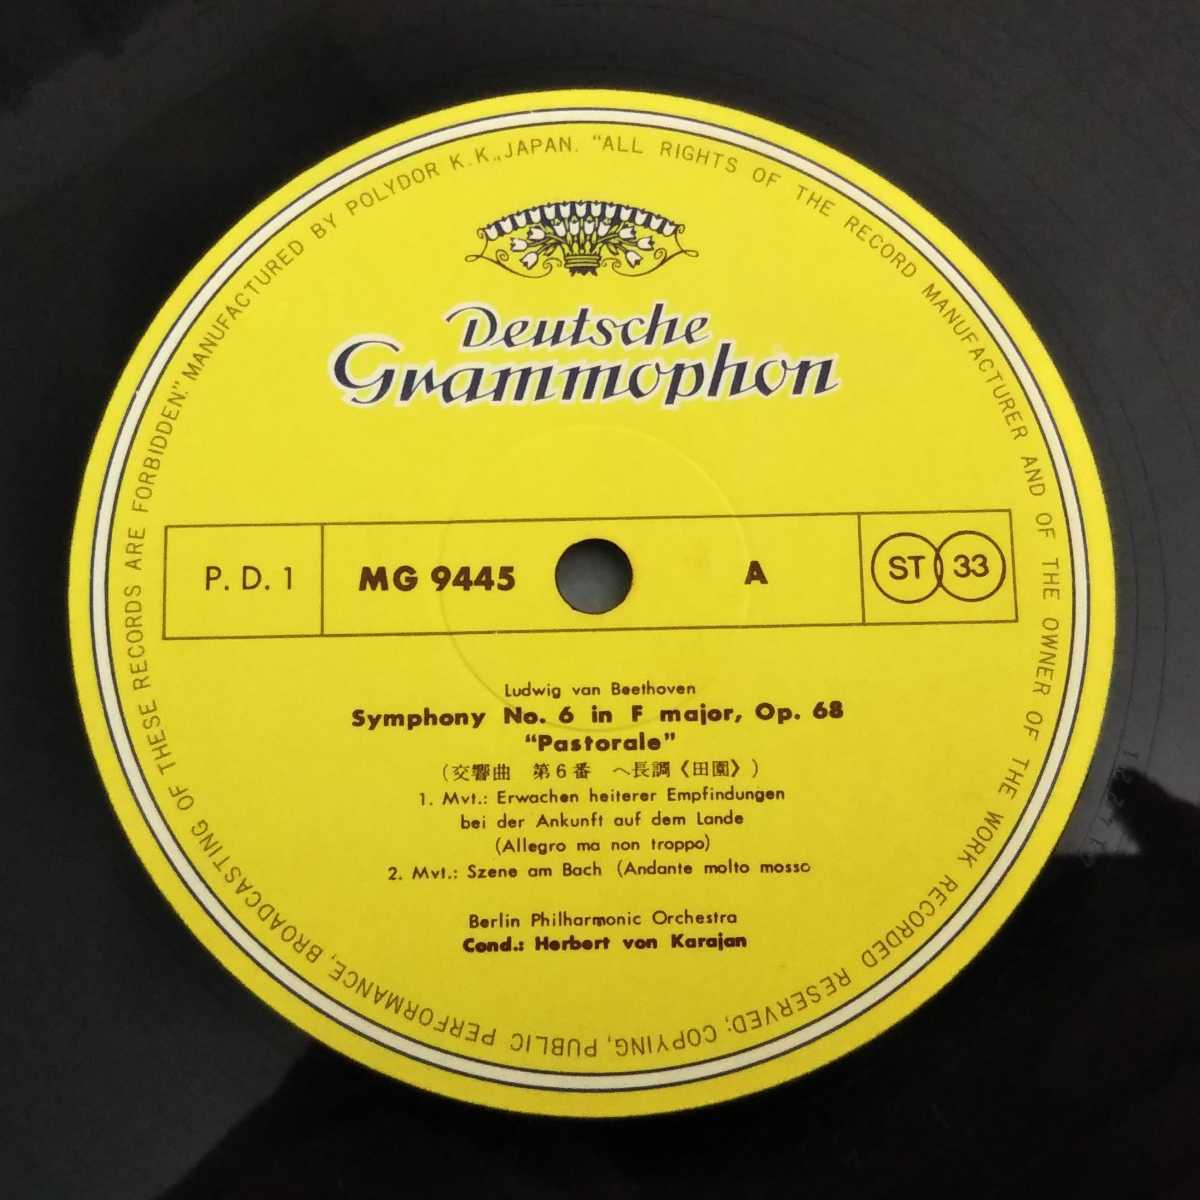 MANUFACTURED BY POLYDOR K.K., JAPAN. “ALL RIGHTS OF THE RECORD MANUFACTURER AND OF THE OWNER OF THE WORK RECORDED RESERVED; COPYING, PUBLIC PERFORMANCE, BROADCASTING OF THESE RECORDS ARE FORBIDDEN.”
Deutsche
Grammophon
P. D. 1 MG 9445 A ST 33
Ludwig van Beethoven
Symphony No. 6 in F major, Op. 68
“Pastorale”
(交響曲 第6番 ヘ長調〈田園〉)
1. Mvt.: Erwachen heiterer Empfindungen
bei der Ankunft auf dem Lande
(Allegro ma non troppo)
2. Mvt.: Szene am Bach (Andante molto mosso
Berlin Philharmonic Orchestra
Cond.: Herbert von Karajan